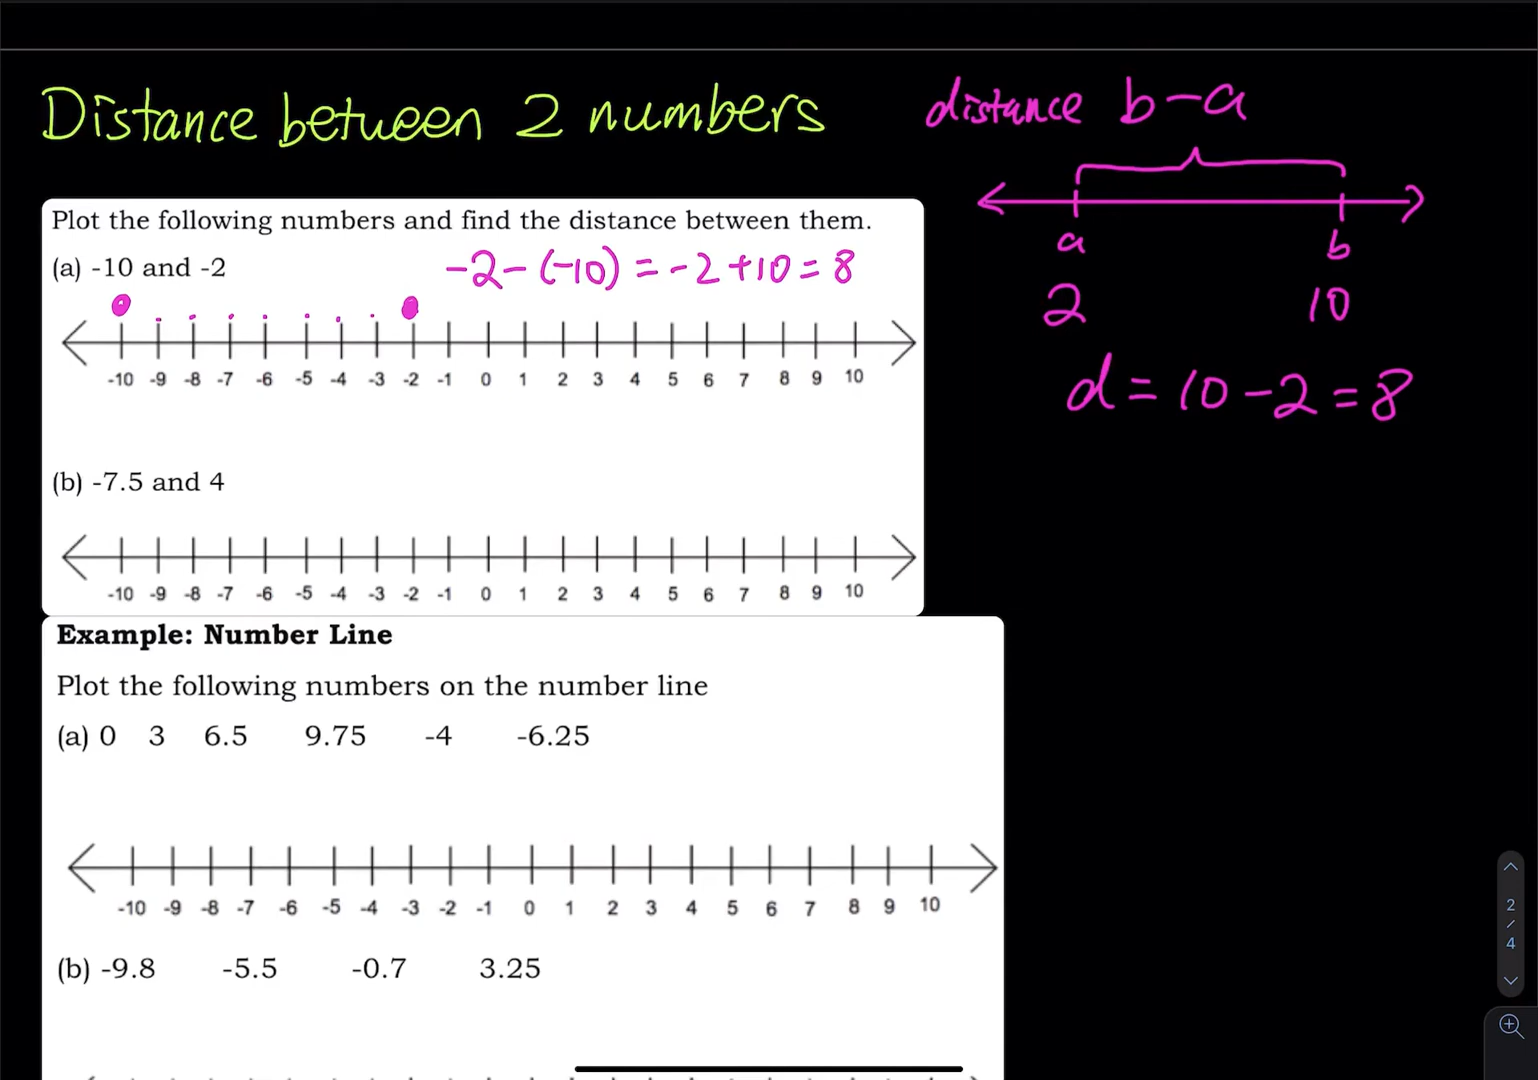 Distance between 2 numbers
distance b-a
a b
2 10
d = 10 - 2 = 8
Plot the following numbers and find the distance between them.
(a) -10 and -2
-2-(-10) = -2+10 = 8
-10 -9 -8 -7 -6 -5 -4 -3 -2 -1 0 1 2 3 4 5 6 7 8 9 10
(b) -7.5 and 4
-10 -9 -8 -7 -6 -5 -4 -3 -2 -1 0 1 2 3 4 5 6 7 8 9 10
Example: Number Line
Plot the following numbers on the number line
(a) 0 3 6.5 9.75 -4 -6.25
-10 -9 -8 -7 -6 -5 -4 -3 -2 -1 0 1 2 3 4 5 6 7 8 9 10
(b) -9.8 -5.5 -0.7 3.25
2
/
4